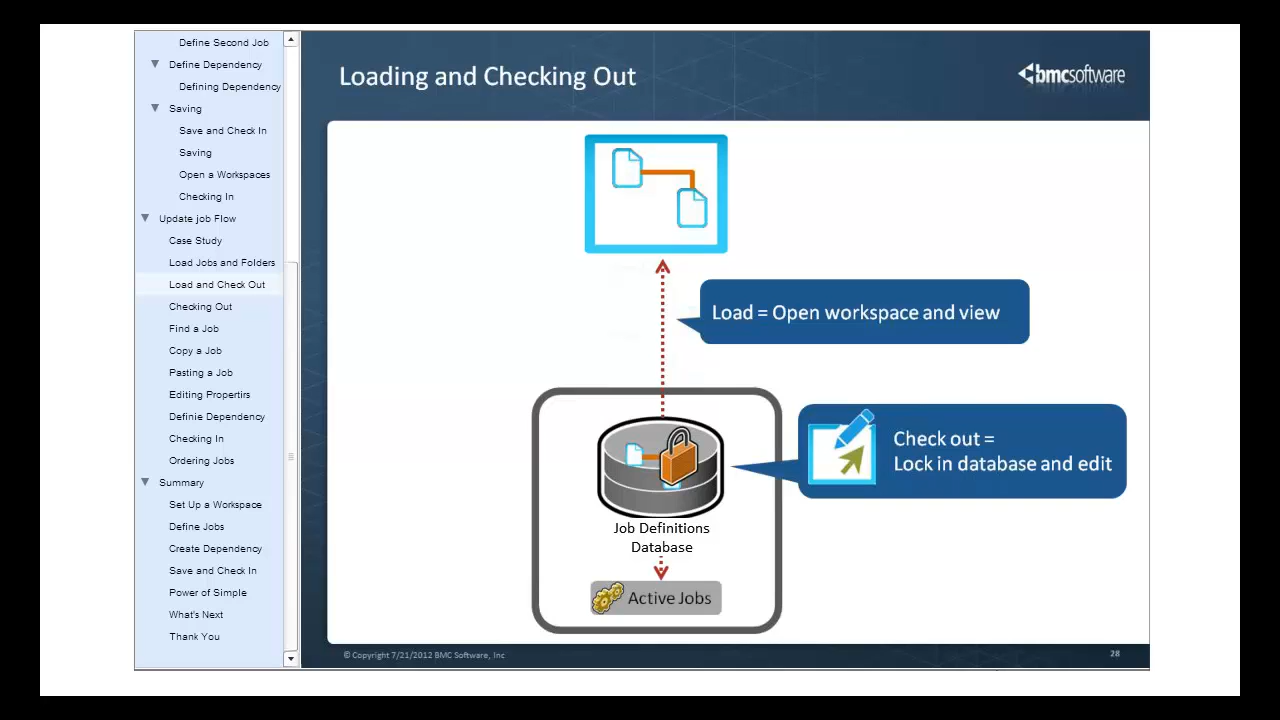 Define Second Job
Define Dependency
Defining Dependency
Saving
Save and Check In
Saving
Open a Workspaces
Checking In
Update job Flow
Case Study
Load Jobs and Folders
Load and Check Out
Checking Out
Find a Job
Copy a Job
Pasting a Job
Editing Propertirs
Definie Dependency
Checking In
Ordering Jobs
Summary
Set Up a Workspace
Define Jobs
Create Dependency
Save and Check In
Power of Simple
What's Next
Thank You
Loading and Checking Out
bmcsoftware
Load = Open workspace and view
Check out =
Lock in database and edit
Job Definitions
Database
Active Jobs
© Copyright 7/21/2012 BMC Software, Inc
28